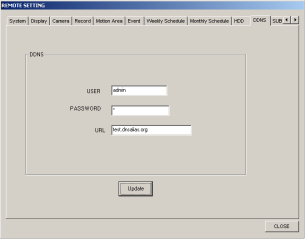 REMOTE SETTING
System Display Camera Record Motion Area Event Weekly Schedule Monthly Schedule HDD DDNS SUB
DDNS
USER admin
PASSWORD *
URL text.dnsalias.org
Update
CLOSE